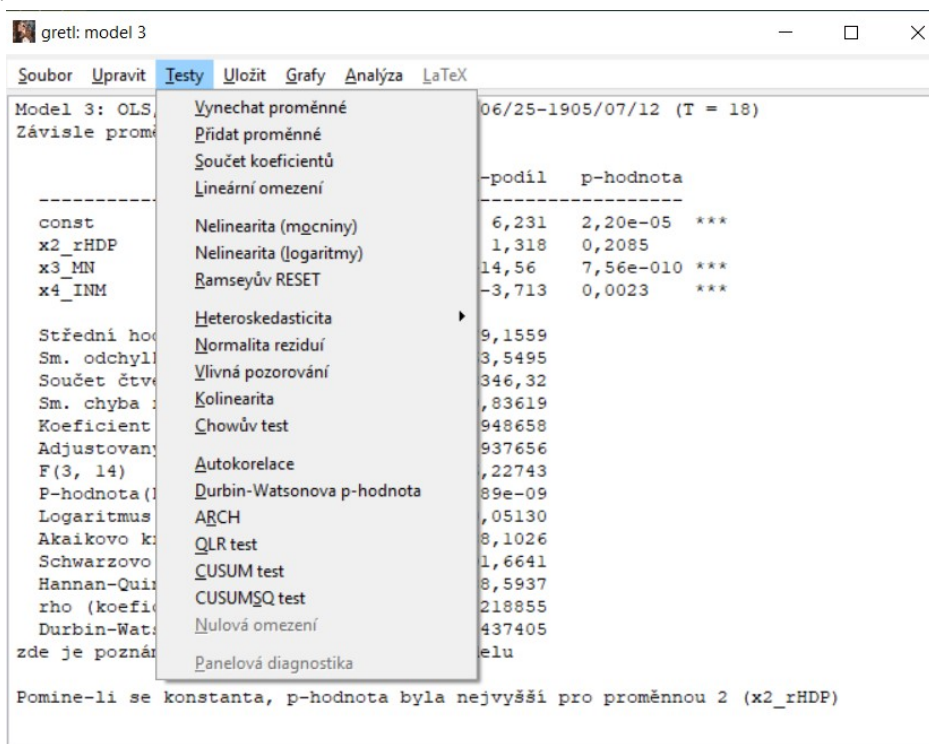 gretl: model 3
Soubor Upravit Testy Uložit Grafy Analýza LaTeX
Model 3: OLS, 06/25-1905/07/12 (T = 18)
Závisle promě
-podíl p-hodnota
const 6,231 2,20e-05 ***
x2_rHDP 1,318 0,2085
x3_MN 14,56 7,56e-010 ***
x4_INM -3,713 0,0023 ***
Střední hod 9,1559
Sm. odchyl 3,5495
Součet čtve 346,32
Sm. chyba ,83619
Koeficient 948658
Adjustovaný 937656
F(3, 14) ,22743
P-hodnota( 89e-09
Logaritmus ,05130
Akaikovo k 8,1026
Schwarzovo 1,6641
Hannan-Qui 8,5937
rho (koefic 218855
Durbin-Wats 437405
zde je poznám elu
Pomine-li se konstanta, p-hodnota byla nejvyšší pro proměnnou 2 (x2_rHDP)
Vynechat proměnné
Přidat proměnné
Součet koeficientů
Lineární omezení
Nelinearita (mocniny)
Nelinearita (logaritmy)
Ramseyův RESET
Heteroskedasticita
Normalita reziduí
Vlivná pozorování
Kolinearita
Chowův test
Autokorelace
Durbin-Watsonova p-hodnota
ARCH
QLR test
CUSUM test
CUSUMSQ test
Nulová omezení
Panelová diagnostika